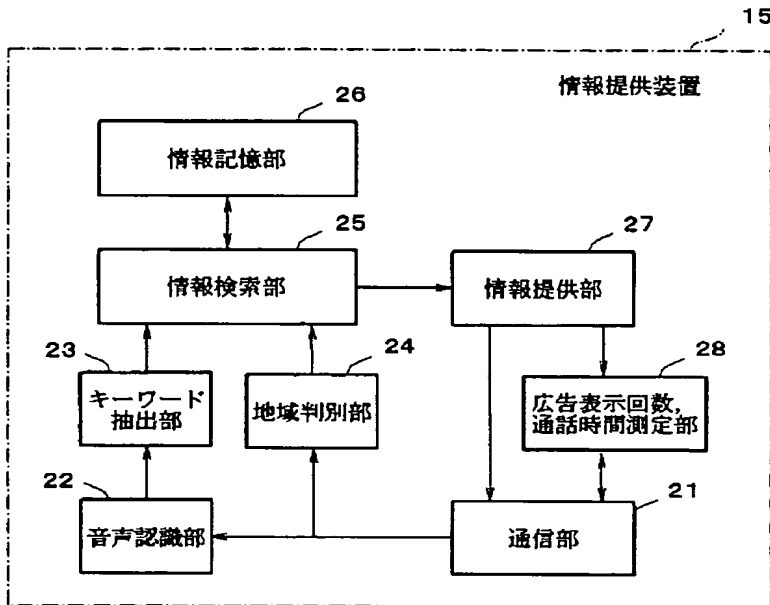 15
情報提供装置
26
情報記憶部
25
情報検索部
27
情報提供部
23
キーワード
抽出部
24
地域判別部
28
広告表示回数,
通話時間測定部
22
音声認識部
21
通信部